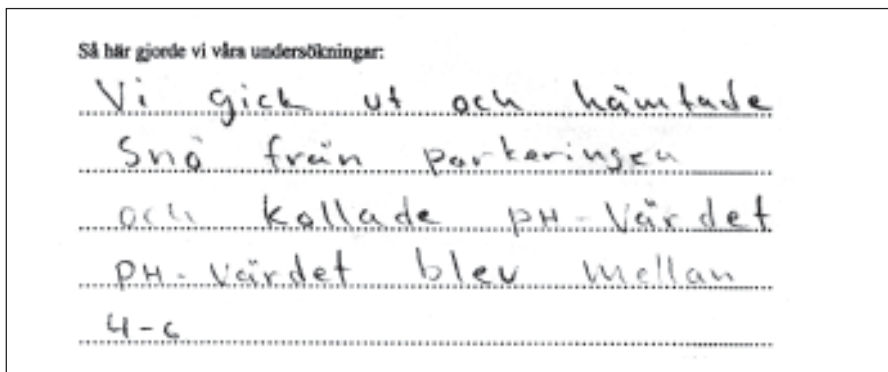 Så här gjorde vi våra undersökningar:
Vi gick ut och hämtade
Snö från parkeringen
och kollade PH-Värdet
PH-Värdet blev mellan
4-6